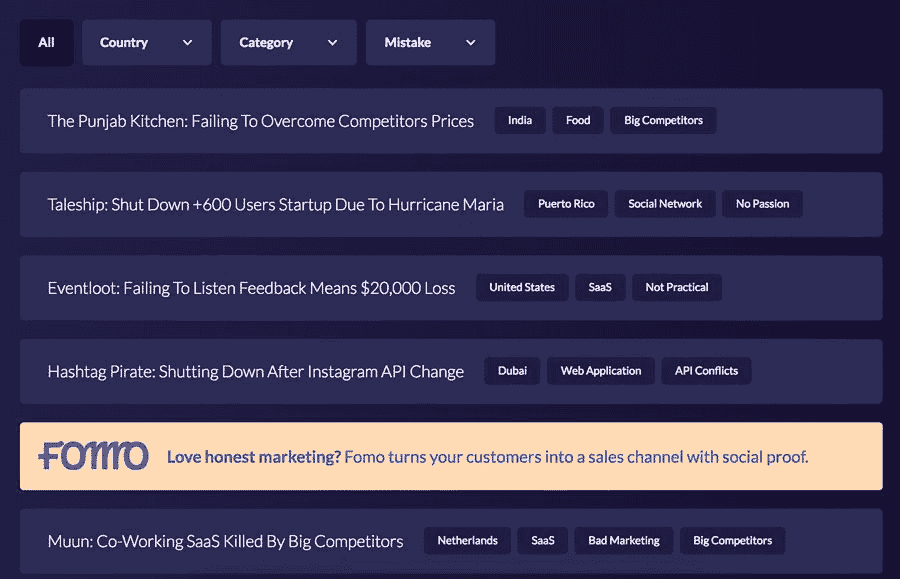 All Country Category Mistake
The Punjab Kitchen: Failing To Overcome Competitors Prices India Food Big Competitors
Taleship: Shut Down +600 Users Startup Due To Hurricane Maria Puerto Rico Social Network No Passion
Eventloot: Failing To Listen Feedback Means $20,000 Loss United States SaaS Not Practical
Hashtag Pirate: Shutting Down After Instagram API Change Dubai Web Application API Conflicts
FOMO Love honest marketing? Fomo turns your customers into a sales channel with social proof.
Muun: Co-Working SaaS Killed By Big Competitors Netherlands SaaS Bad Marketing Big Competitors